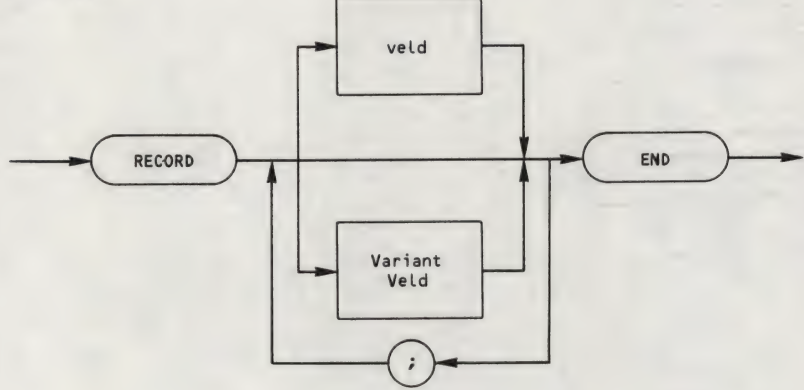 veld
RECORD
END
Variant
Veld
;